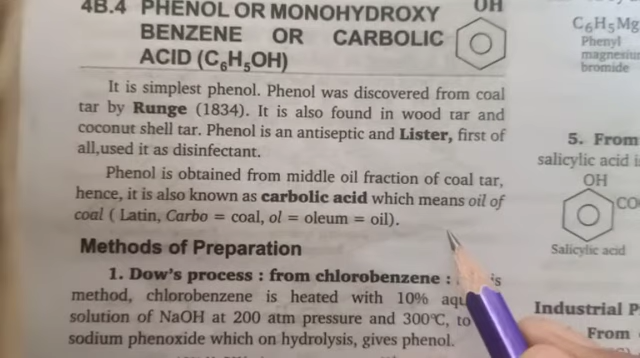 4B.4 PHENOL OR MONOHYDROXY
BENZENE OR CARBOLIC
ACID (C₆H₅OH)
OH
It is simplest phenol. Phenol was discovered from coal
tar by Runge (1834). It is also found in wood tar and
coconut shell tar. Phenol is an antiseptic and Lister, first of
all,used it as disinfectant.
Phenol is obtained from middle oil fraction of coal tar,
hence, it is also known as carbolic acid which means oil of
coal ( Latin, Carbo = coal, ol = oleum = oil).
Methods of Preparation
1. Dow's process : from chlorobenzene :
method, chlorobenzene is heated with 10%
solution of NaOH at 200 atm pressure and 300°C, to
sodium phenoxide which on hydrolysis, gives phenol.
C₆H₅Mg
Phenyl
magnesium
bromide
5. From
salicylic acid
OH
CO
Salicylic acid
Industrial P
From